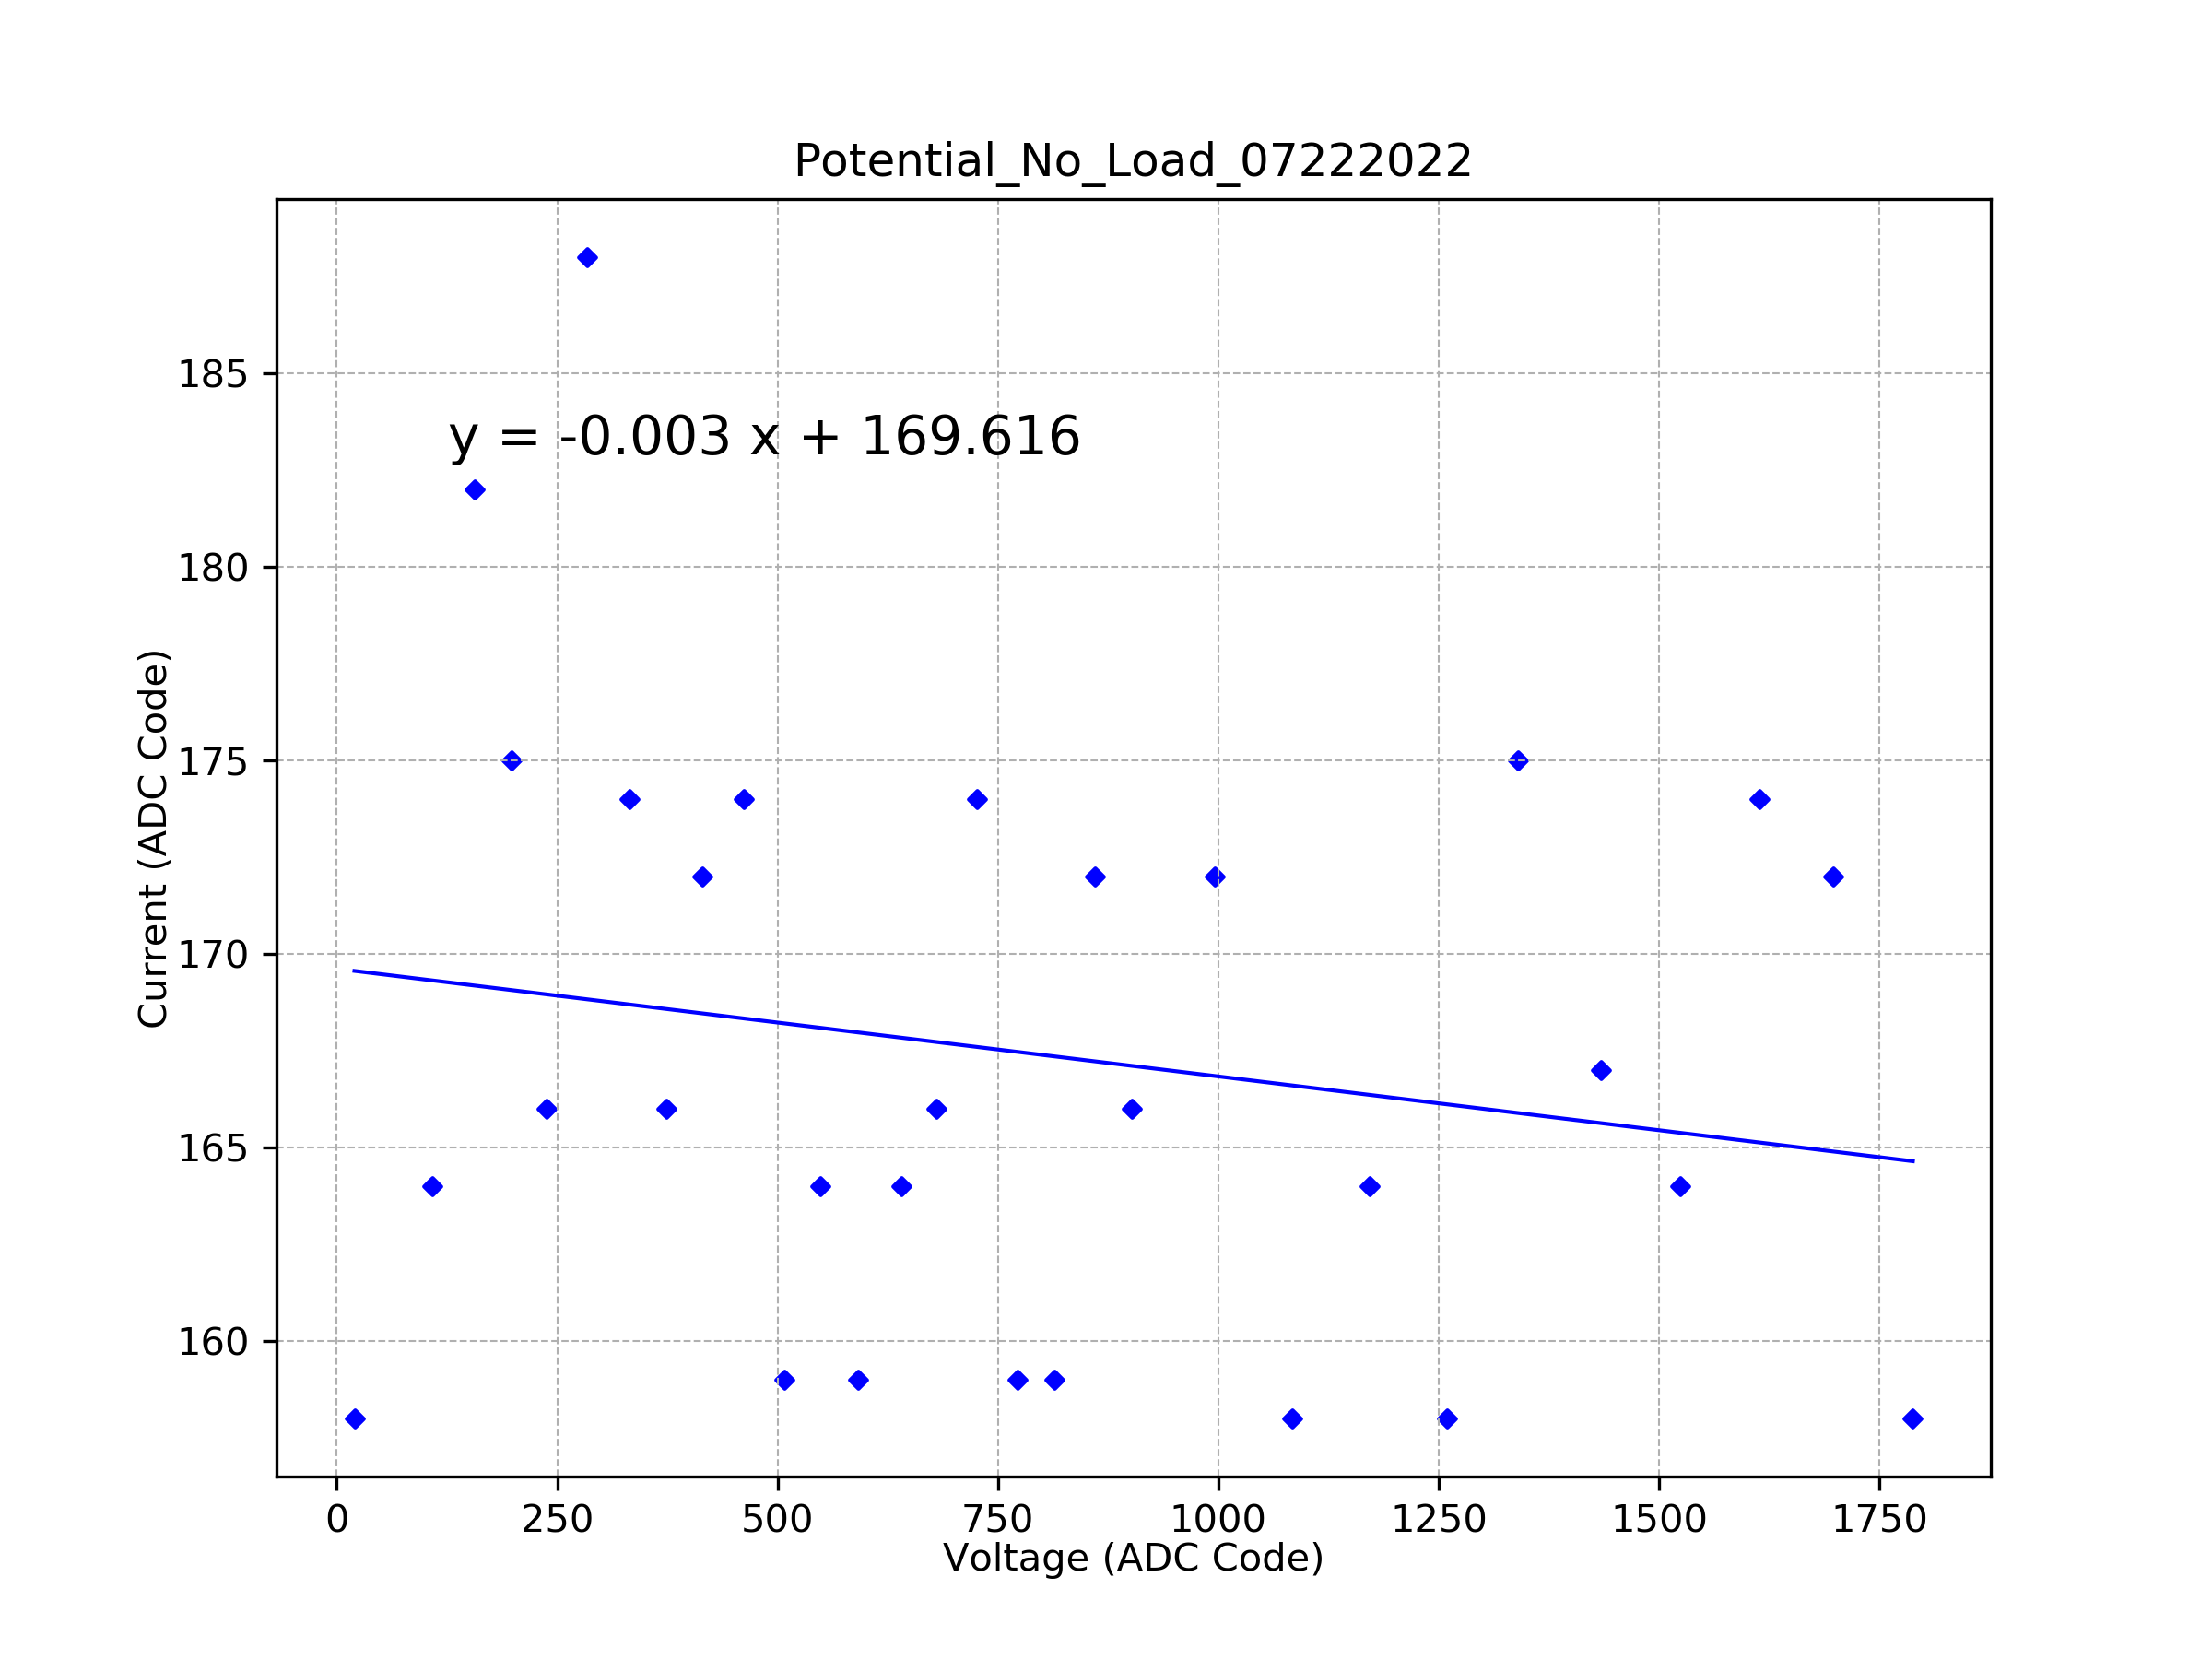 Potential_No_Load_07222022
185
y = -0.003 x + 169.616
180
175
170
165
160
Current (ADC Code)
0 250 500 750 1000 1250 1500 1750
Voltage (ADC Code)